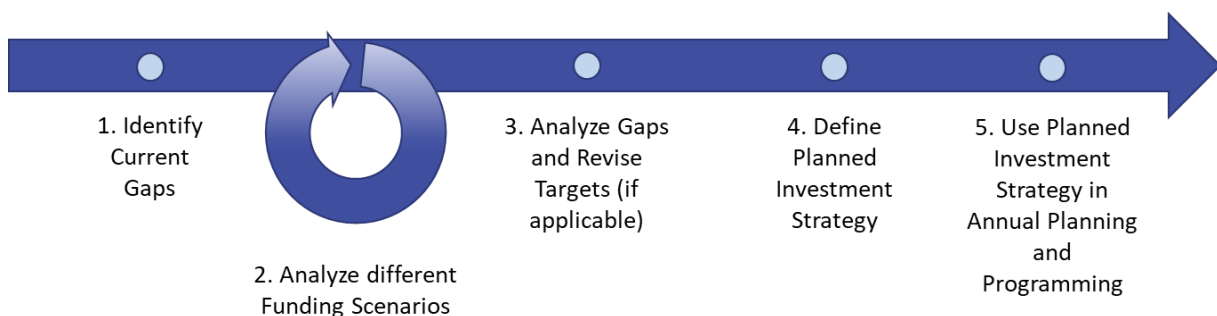 1. Identify
Current
Gaps
2. Analyze different
Funding Scenarios
3. Analyze Gaps
and Revise
Targets (if
applicable)
4. Define
Planned
Investment
Strategy
5. Use Planned
Investment
Strategy in
Annual Planning
and
Programming